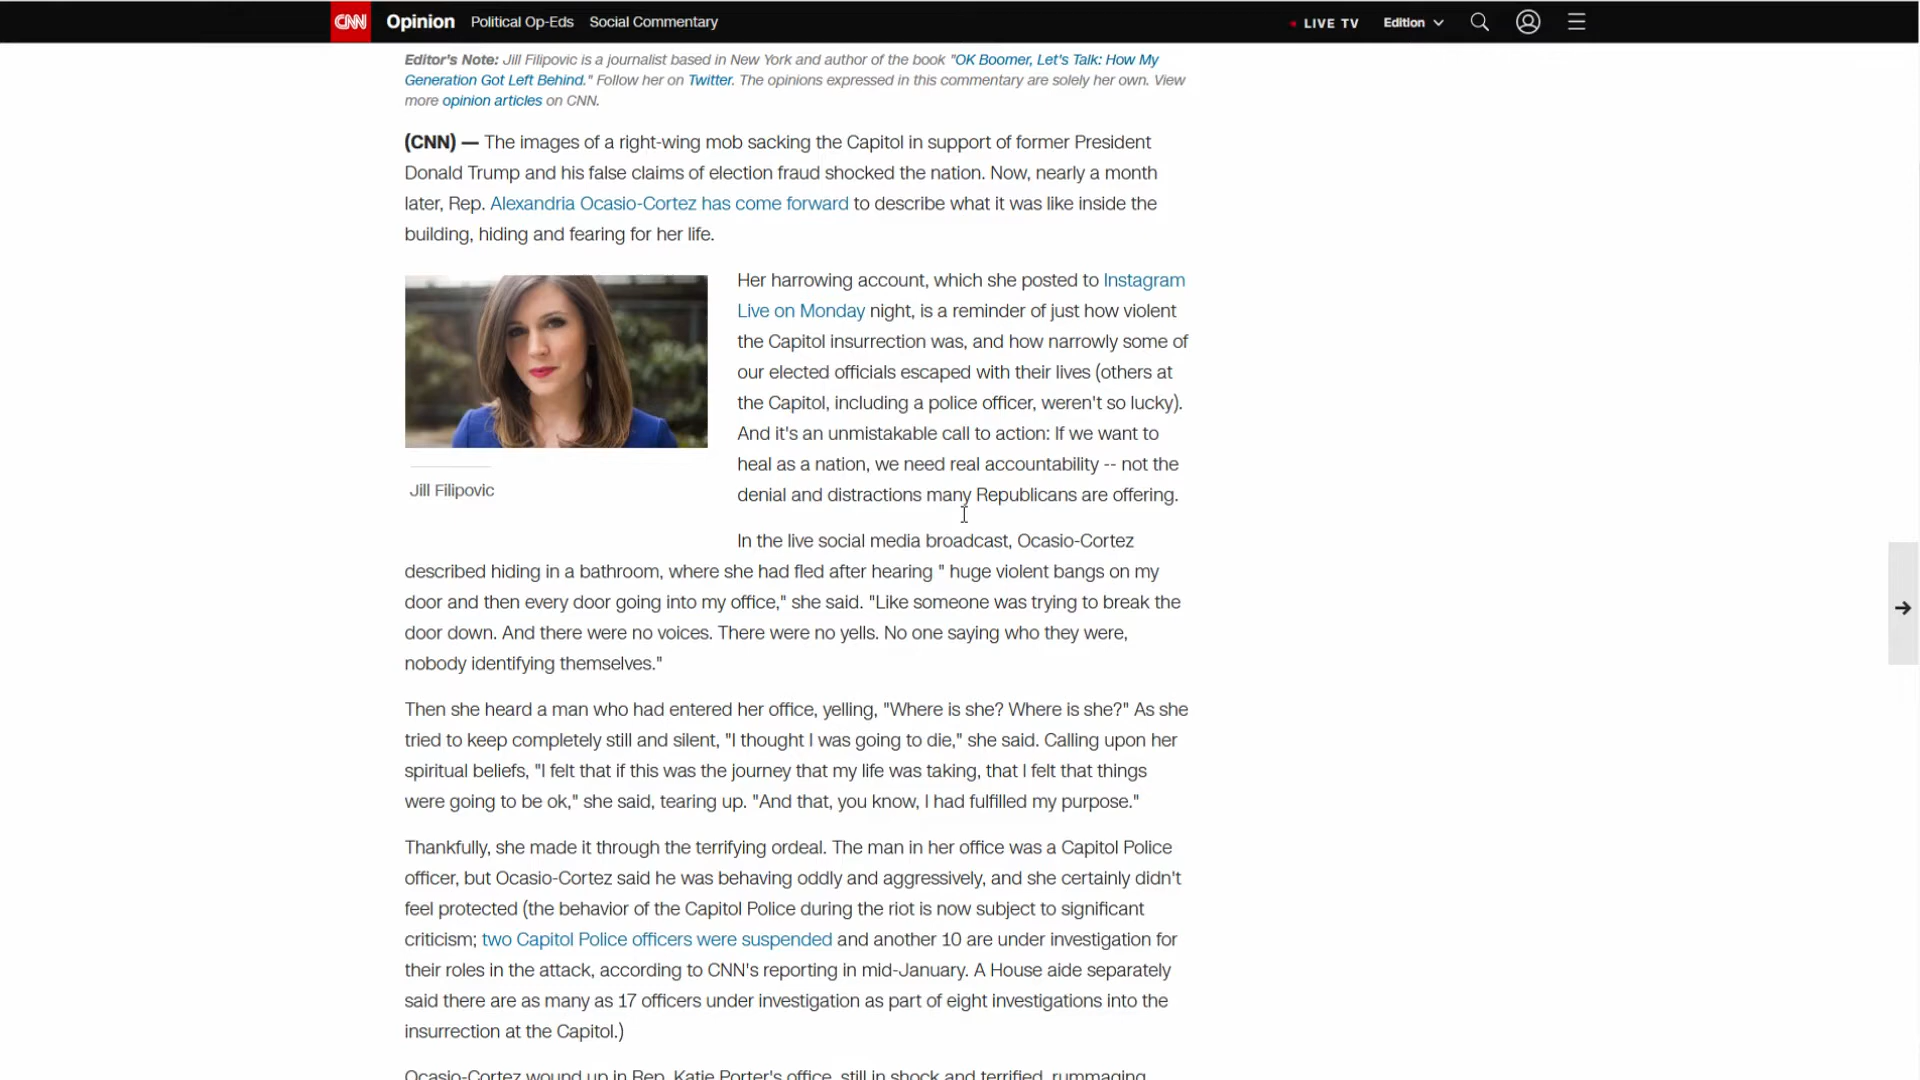 CNN Opinion Political Op-Eds Social Commentary LIVE TV Edition
Editor's Note: Jill Filipovic is a journalist based in New York and author of the book "OK Boomer, Let's Talk: How My
Generation Got Left Behind." Follow her on Twitter. The opinions expressed in this commentary are solely her own. View
more opinion articles on CNN.
(CNN) — The images of a right-wing mob sacking the Capitol in support of former President
Donald Trump and his false claims of election fraud shocked the nation. Now, nearly a month
later, Rep. Alexandria Ocasio-Cortez has come forward to describe what it was like inside the
building, hiding and fearing for her life.
Jill Filipovic
Her harrowing account, which she posted to Instagram
Live on Monday night, is a reminder of just how violent
the Capitol insurrection was, and how narrowly some of
our elected officials escaped with their lives (others at
the Capitol, including a police officer, weren't so lucky).
And it's an unmistakable call to action: If we want to
heal as a nation, we need real accountability -- not the
denial and distractions many Republicans are offering.
In the live social media broadcast, Ocasio-Cortez
described hiding in a bathroom, where she had fled after hearing " huge violent bangs on my
door and then every door going into my office," she said. "Like someone was trying to break the
door down. And there were no voices. There were no yells. No one saying who they were,
nobody identifying themselves."
Then she heard a man who had entered her office, yelling, "Where is she? Where is she?" As she
tried to keep completely still and silent, "I thought I was going to die," she said. Calling upon her
spiritual beliefs, "I felt that if this was the journey that my life was taking, that I felt that things
were going to be ok," she said, tearing up. "And that, you know, I had fulfilled my purpose."
Thankfully, she made it through the terrifying ordeal. The man in her office was a Capitol Police
officer, but Ocasio-Cortez said he was behaving oddly and aggressively, and she certainly didn't
feel protected (the behavior of the Capitol Police during the riot is now subject to significant
criticism; two Capitol Police officers were suspended and another 10 are under investigation for
their roles in the attack, according to CNN's reporting in mid-January. A House aide separately
said there are as many as 17 officers under investigation as part of eight investigations into the
insurrection at the Capitol.)
Ocasio-Cortez wound up in Rep. Katie Porter's office, still in shock and terrified, rummaging